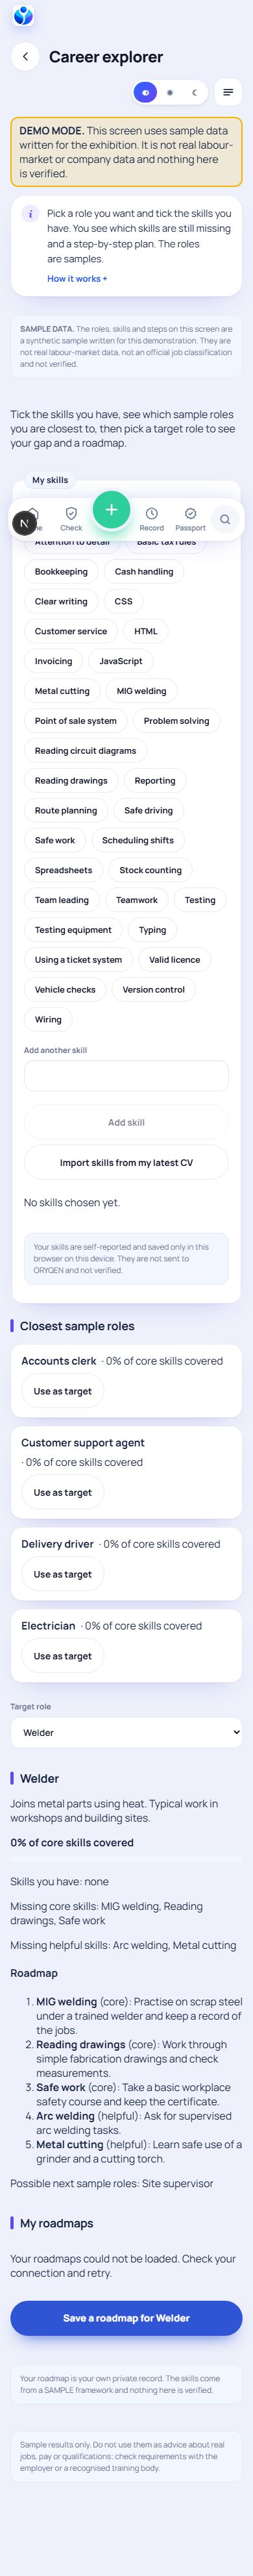 Career explorer
DEMO MODE. This screen uses sample data
written for the exhibition. It is not real labour-
market or company data and nothing here
is verified.
Pick a role you want and tick the skills you
have. You see which skills are still missing
and a step-by-step plan. The roles
are samples.
How it works +
SAMPLE DATA. The roles, skills and steps on this screen are
a synthetic sample written for this demonstration. They are
not real labour-market data, not an official job classification
and not verified.
Tick the skills you have, see which sample roles
you are closest to, then pick a target role to see
your gap and a roadmap.
My skills
N
Check
Record
Passport
Attention to detail
Basic tax rules
Bookkeeping
Cash handling
Clear writing
CSS
Customer service
HTML
Invoicing
JavaScript
Metal cutting
MIG welding
Point of sale system
Problem solving
Reading circuit diagrams
Reading drawings
Reporting
Route planning
Safe driving
Safe work
Scheduling shifts
Spreadsheets
Stock counting
Team leading
Teamwork
Testing
Testing equipment
Typing
Using a ticket system
Valid licence
Vehicle checks
Version control
Wiring
Add another skill
Add skill
Import skills from my latest CV
No skills chosen yet.
Your skills are self-reported and saved only in this
browser on this device. They are not sent to
ORYQEN and not verified.
Closest sample roles
Accounts clerk · 0% of core skills covered
Use as target
Customer support agent
· 0% of core skills covered
Use as target
Delivery driver · 0% of core skills covered
Use as target
Electrician · 0% of core skills covered
Use as target
Target role
Welder
Welder
Joins metal parts using heat. Typical work in
workshops and building sites.
0% of core skills covered
Skills you have: none
Missing core skills: MIG welding, Reading
drawings, Safe work
Missing helpful skills: Arc welding, Metal cutting
Roadmap
1. MIG welding (core): Practise on scrap steel
under a trained welder and keep a record of
the jobs.
2. Reading drawings (core): Work through
simple fabrication drawings and check
measurements.
3. Safe work (core): Take a basic workplace
safety course and keep the certificate.
4. Arc welding (helpful): Ask for supervised
arc welding tasks.
5. Metal cutting (helpful): Learn safe use of a
grinder and a cutting torch.
Possible next sample roles: Site supervisor
My roadmaps
Your roadmaps could not be loaded. Check your
connection and retry.
Save a roadmap for Welder
Your roadmap is your own private record. The skills come
from a SAMPLE framework and nothing here is verified.
Sample results only. Do not use them as advice about real
jobs, pay or qualifications; check requirements with the
employer or a recognised training body.